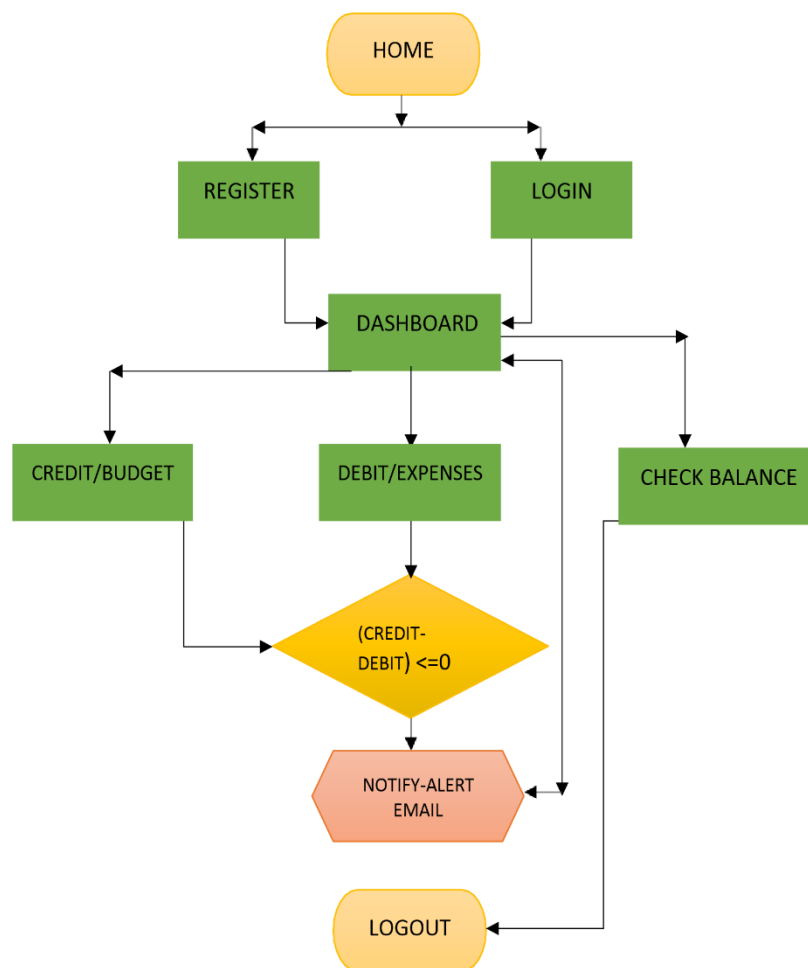 HOME
REGISTER
LOGIN
DASHBOARD
CREDIT/BUDGET
DEBIT/EXPENSES
CHECK BALANCE
(CREDIT-
DEBIT) <=0
NOTIFY-ALERT
EMAIL
LOGOUT